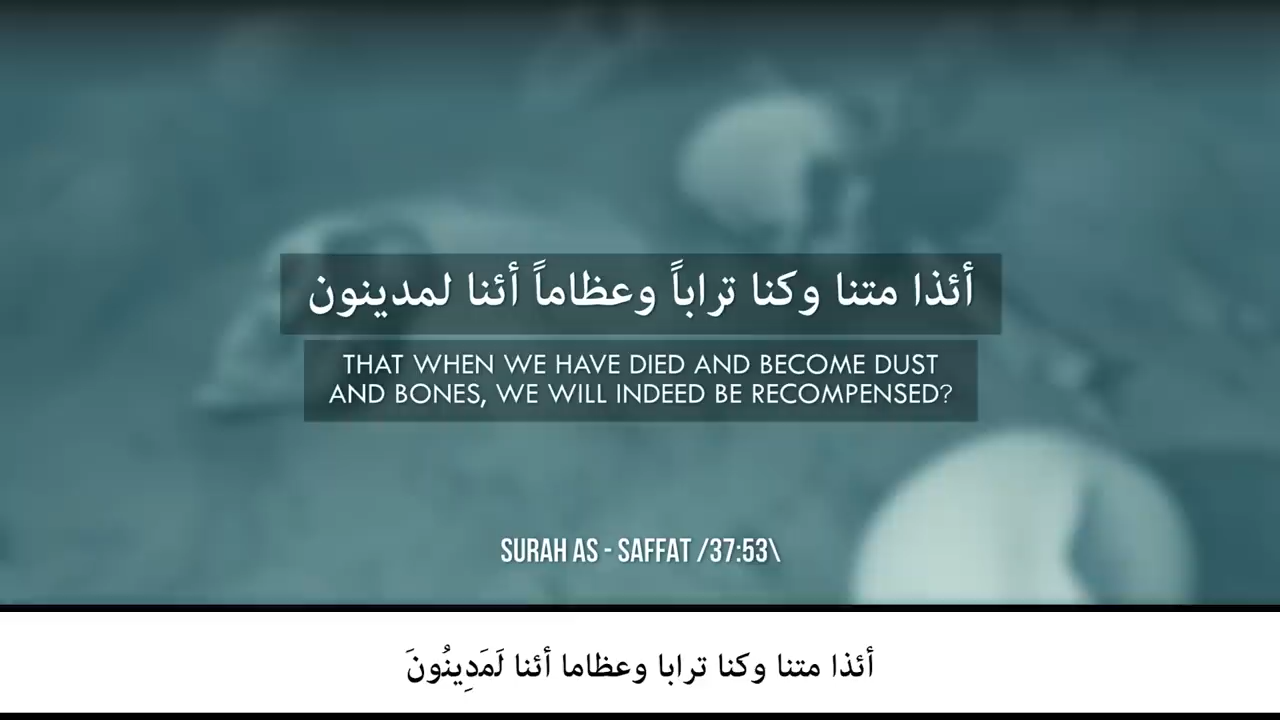 أئذا متنا وكنا تراباً وعظاماً أئنا لمدينون
THAT WHEN WE HAVE DIED AND BECOME DUST
AND BONES, WE WILL INDEED BE RECOMPENSED?
SURAH AS - SAFFAT /37:53\
أئذا متنا وكنا ترابا وعظاما أئنا لَمَدِينُونَ